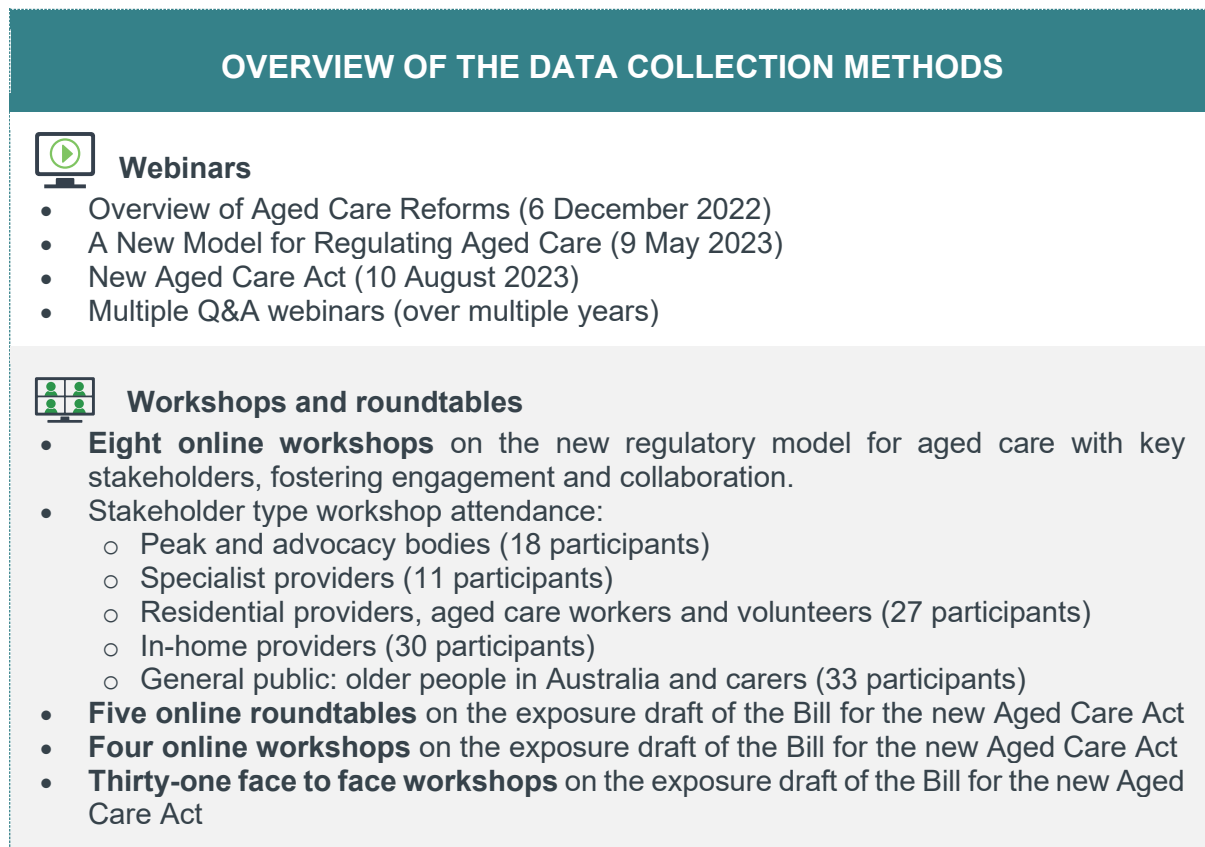 OVERVIEW OF THE DATA COLLECTION METHODS
Webinars
• Overview of Aged Care Reforms (6 December 2022)
• A New Model for Regulating Aged Care (9 May 2023)
• New Aged Care Act (10 August 2023)
• Multiple Q&A webinars (over multiple years)
Workshops and roundtables
• Eight online workshops on the new regulatory model for aged care with key
stakeholders, fostering engagement and collaboration.
• Stakeholder type workshop attendance:
o Peak and advocacy bodies (18 participants)
o Specialist providers (11 participants)
o Residential providers, aged care workers and volunteers (27 participants)
o In-home providers (30 participants)
o General public: older people in Australia and carers (33 participants)
• Five online roundtables on the exposure draft of the Bill for the new Aged Care Act
• Four online workshops on the exposure draft of the Bill for the new Aged Care Act
• Thirty-one face to face workshops on the exposure draft of the Bill for the new Aged
Care Act